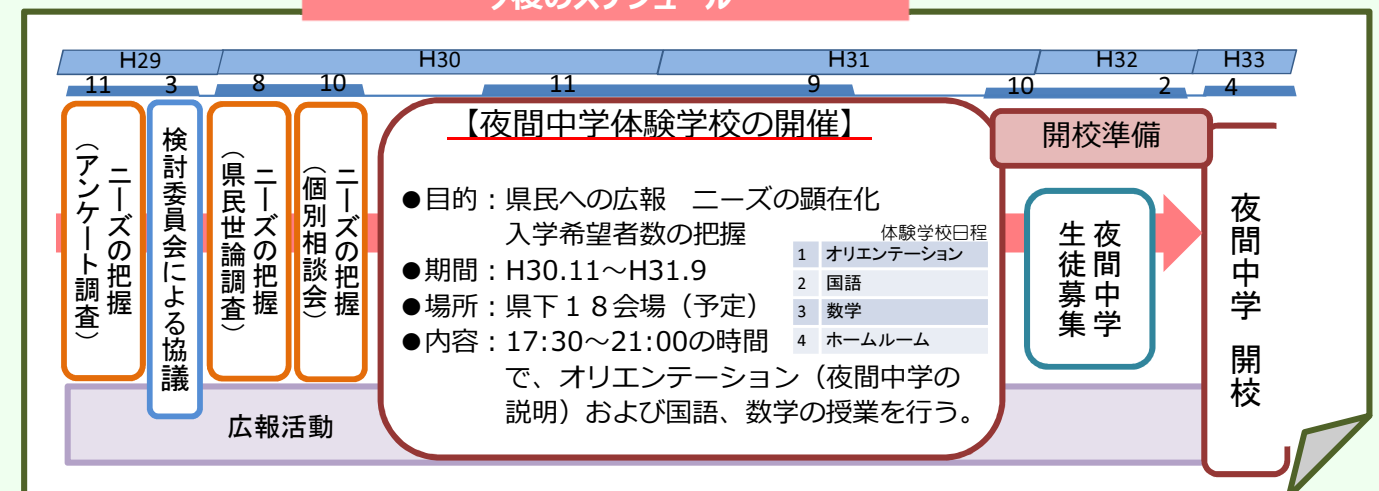 今後のスケジュール
H29
H30
H31
H32
H33
11
3
8
10
11
9
10
2
4
ニーズの把握
(アンケート調査)
検討委員会による協議
ニーズの把握
(県民世論調査)
ニーズの把握
(個別相談会)
【夜間中学体験学校の開催】
●目的:県民への広報 ニーズの顕在化
入学希望者数の把握
●期間:H30.11~H31.9
●場所:県下18会場(予定)
●内容:17:30~21:00の時間
で、オリエンテーション(夜間中学の
説明)および国語、数学の授業を行う。
体験学校日程
1 オリエンテーション
2 国語
3 数学
4 ホームルーム
開校準備
夜間中学
生徒募集
夜間中学 開校
広報活動